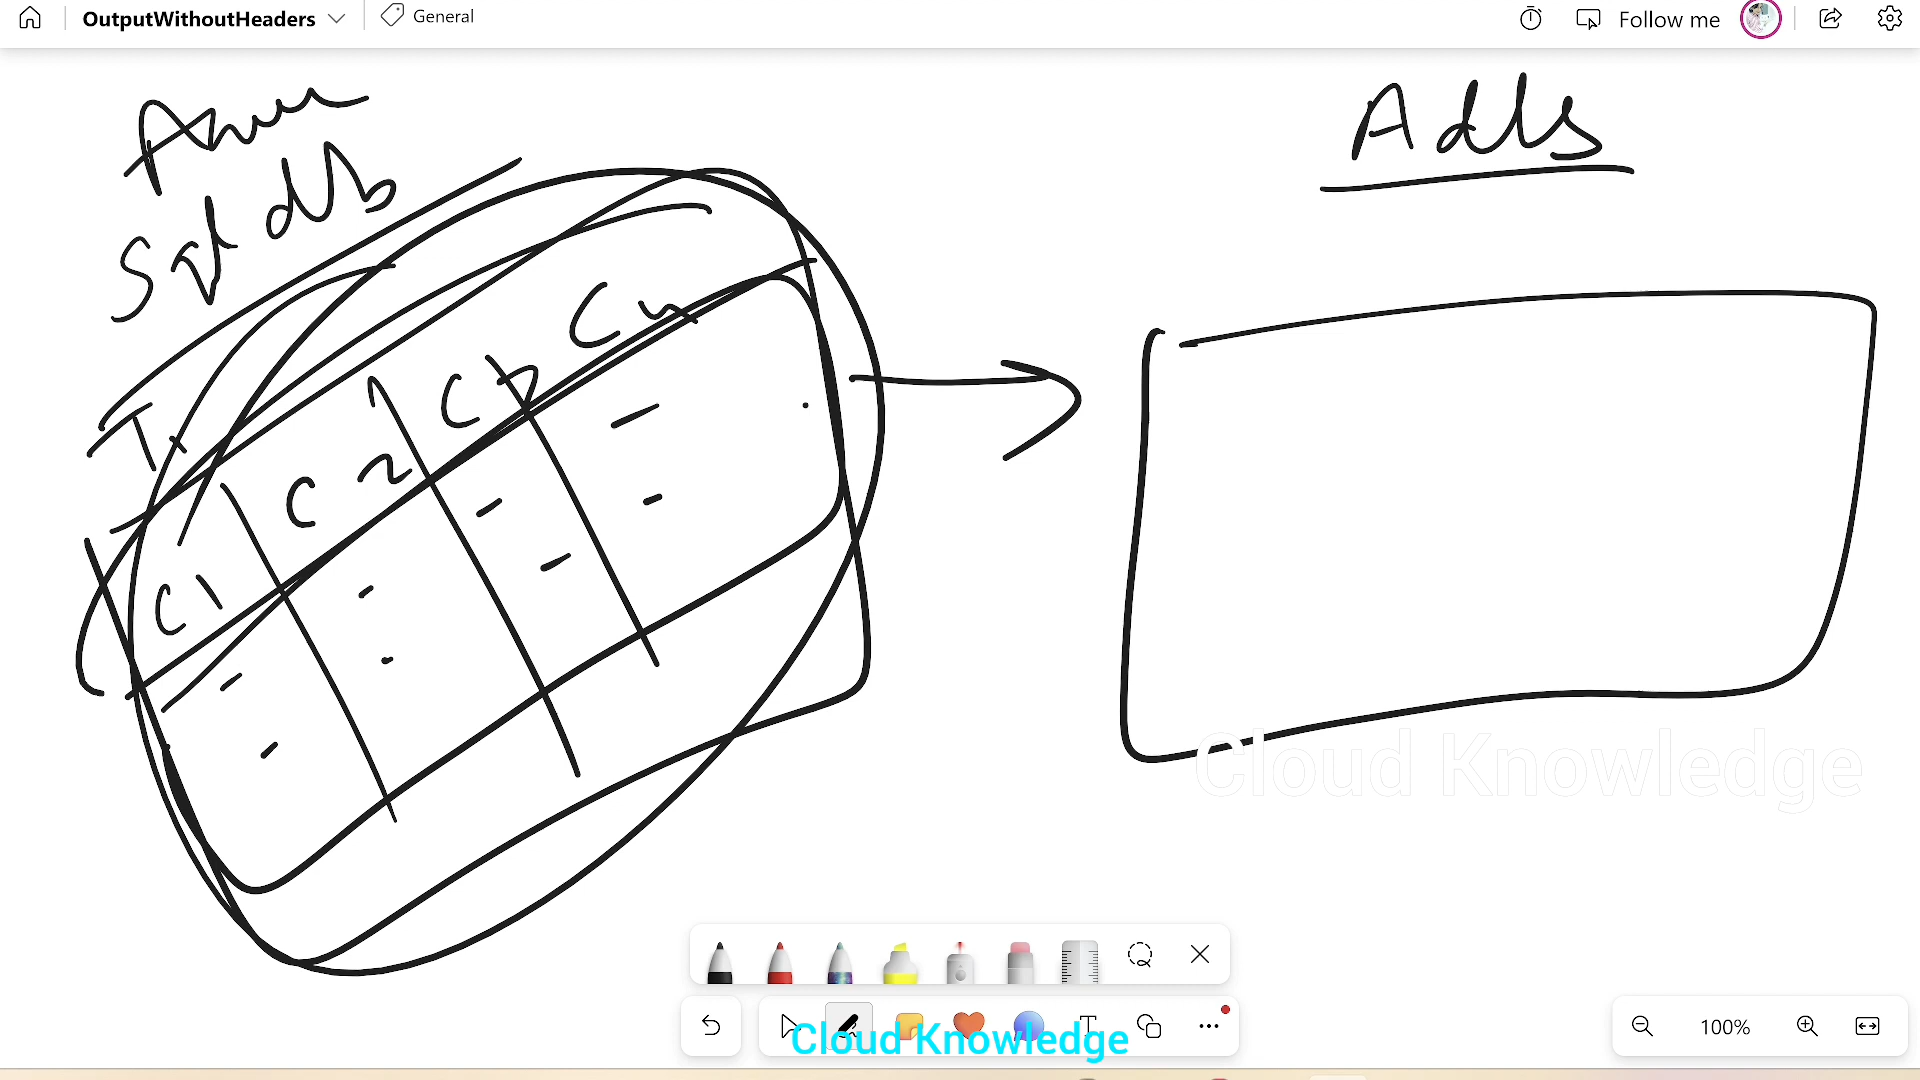 OutputWithoutHeaders
General
Follow me
Azure
Sql db
Adls
C1 C2 C3 C4
Cloud Knowledge
Cloud Knowledge
100%